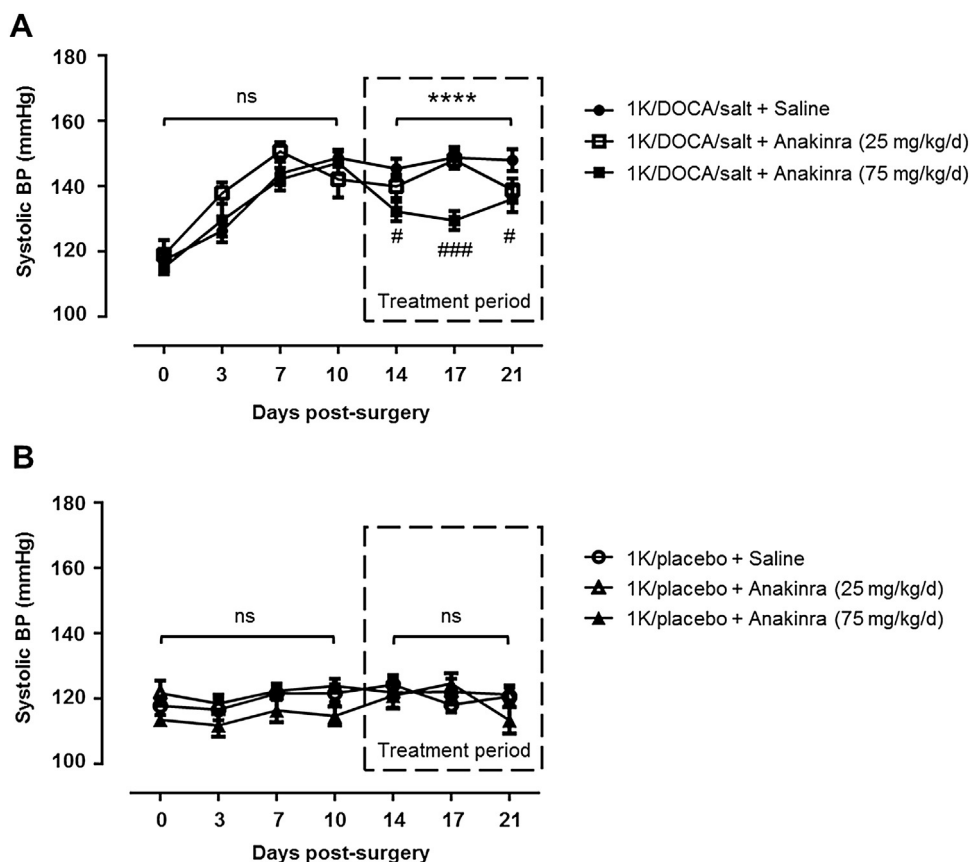 A
180
160
140
120
100
Systolic BP (mmHg)
ns
****
#
###
#
Treatment period
0 3 7 10 14 17 21
Days post-surgery
1K/DOCA/salt + Saline
1K/DOCA/salt + Anakinra (25 mg/kg/d)
1K/DOCA/salt + Anakinra (75 mg/kg/d)
B
180
160
140
120
100
Systolic BP (mmHg)
ns
ns
Treatment period
0 3 7 10 14 17 21
Days post-surgery
1K/placebo + Saline
1K/placebo + Anakinra (25 mg/kg/d)
1K/placebo + Anakinra (75 mg/kg/d)